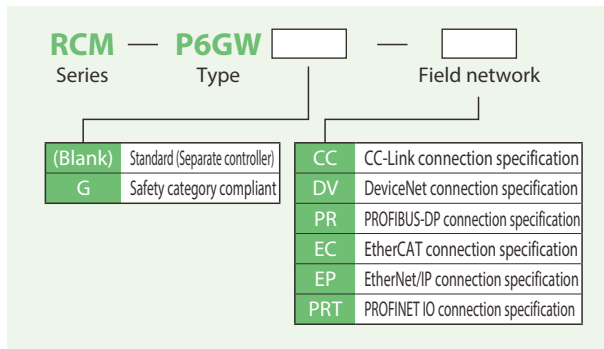 RCM — P6GW —
Series Type Field network
(Blank) Standard (Separate controller)
G Safety category compliant
CC CC-Link connection specification
DV DeviceNet connection specification
PR PROFIBUS-DP connection specification
EC EtherCAT connection specification
EP EtherNet/IP connection specification
PRT PROFINET IO connection specification